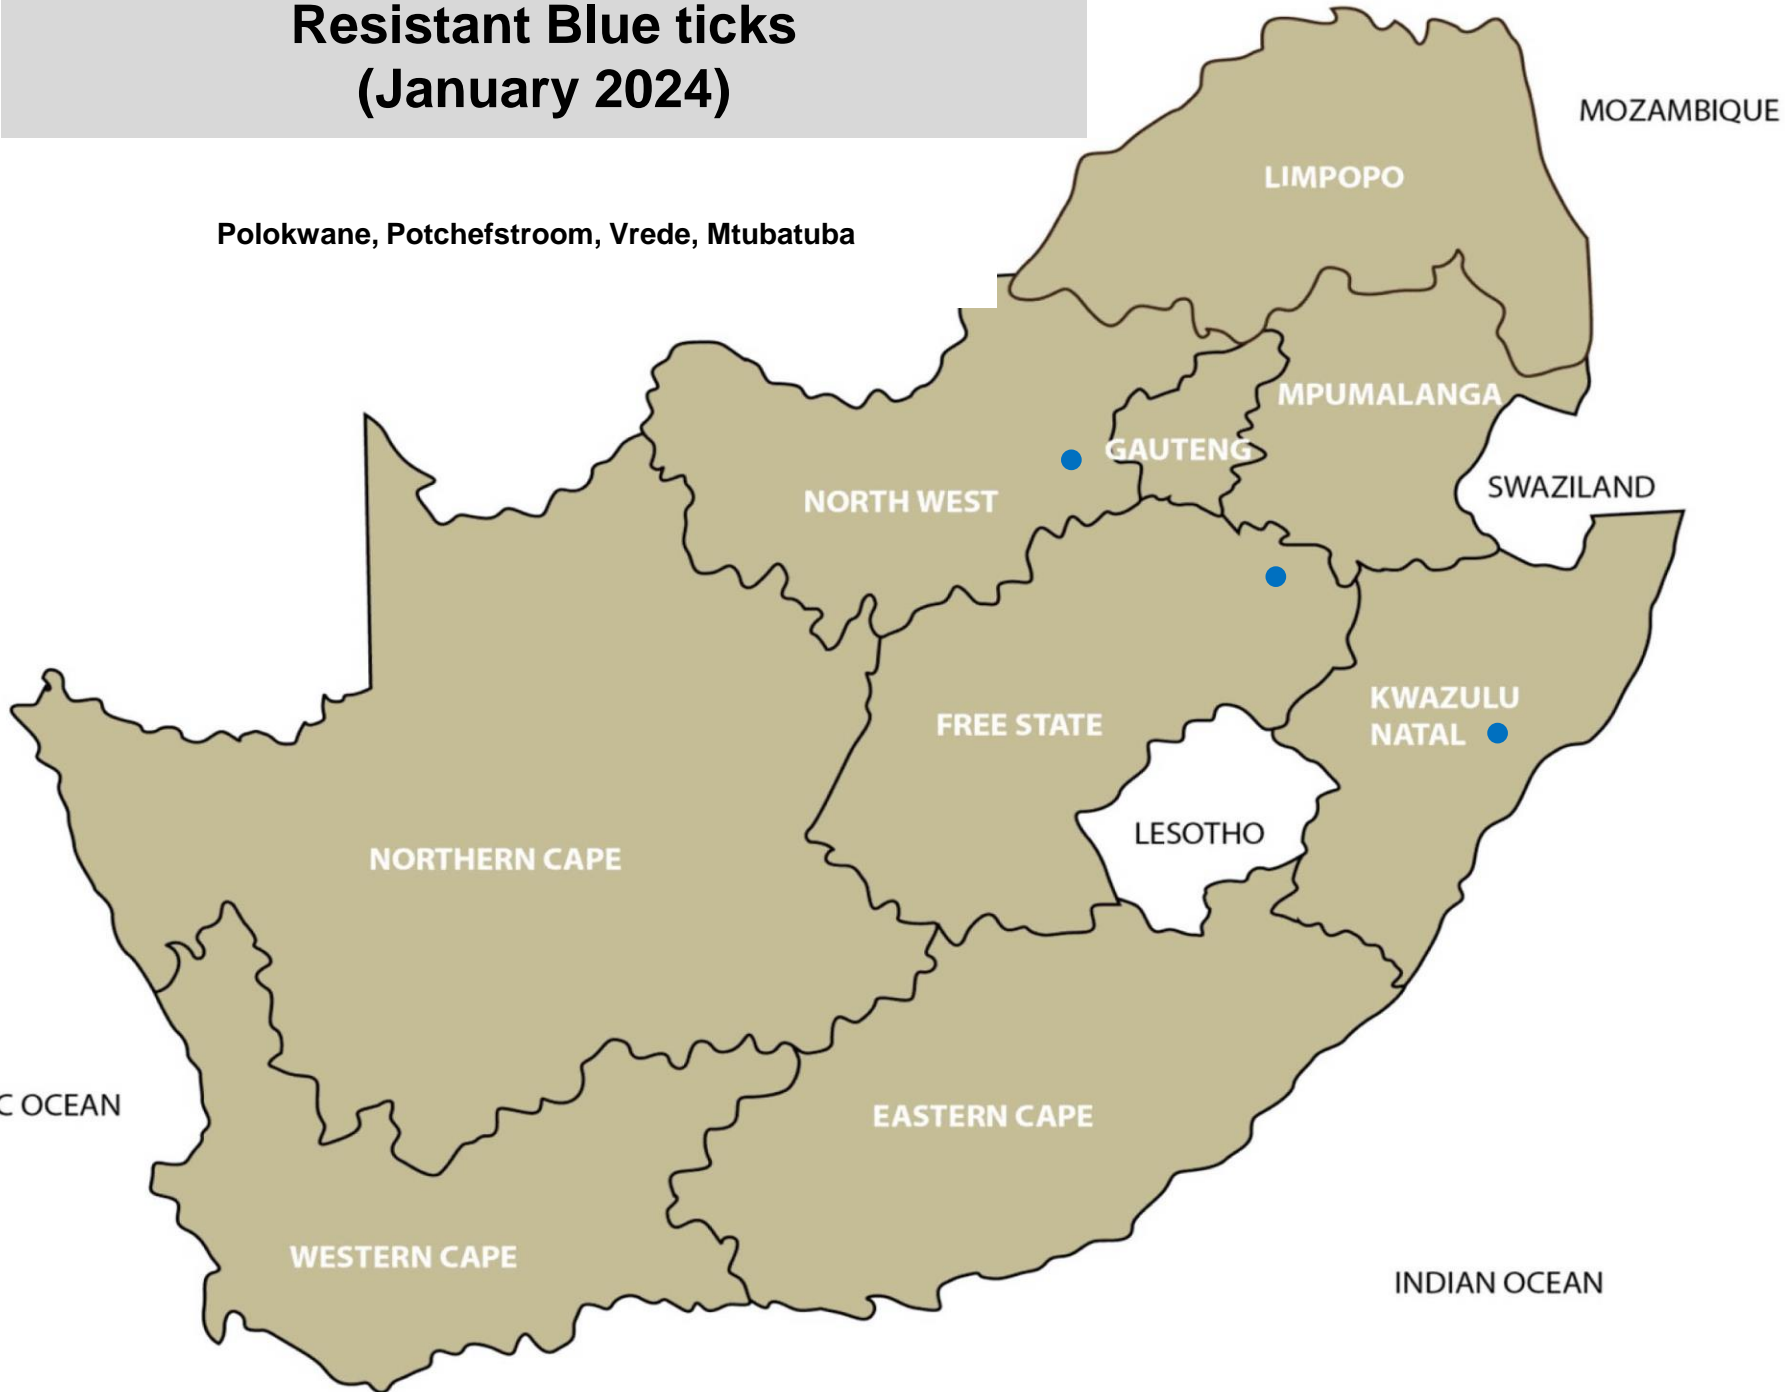 Resistant Blue ticks
(January 2024)
MOZAMBIQUE
LIMPOPO
Polokwane, Potchefstroom, Vrede, Mtubatuba
MPUMALANGA
GAUTENG
SWAZILAND
NORTH WEST
KWAZULU
NATAL
FREE STATE
LESOTHO
NORTHERN CAPE
C OCEAN
EASTERN CAPE
WESTERN CAPE
INDIAN OCEAN